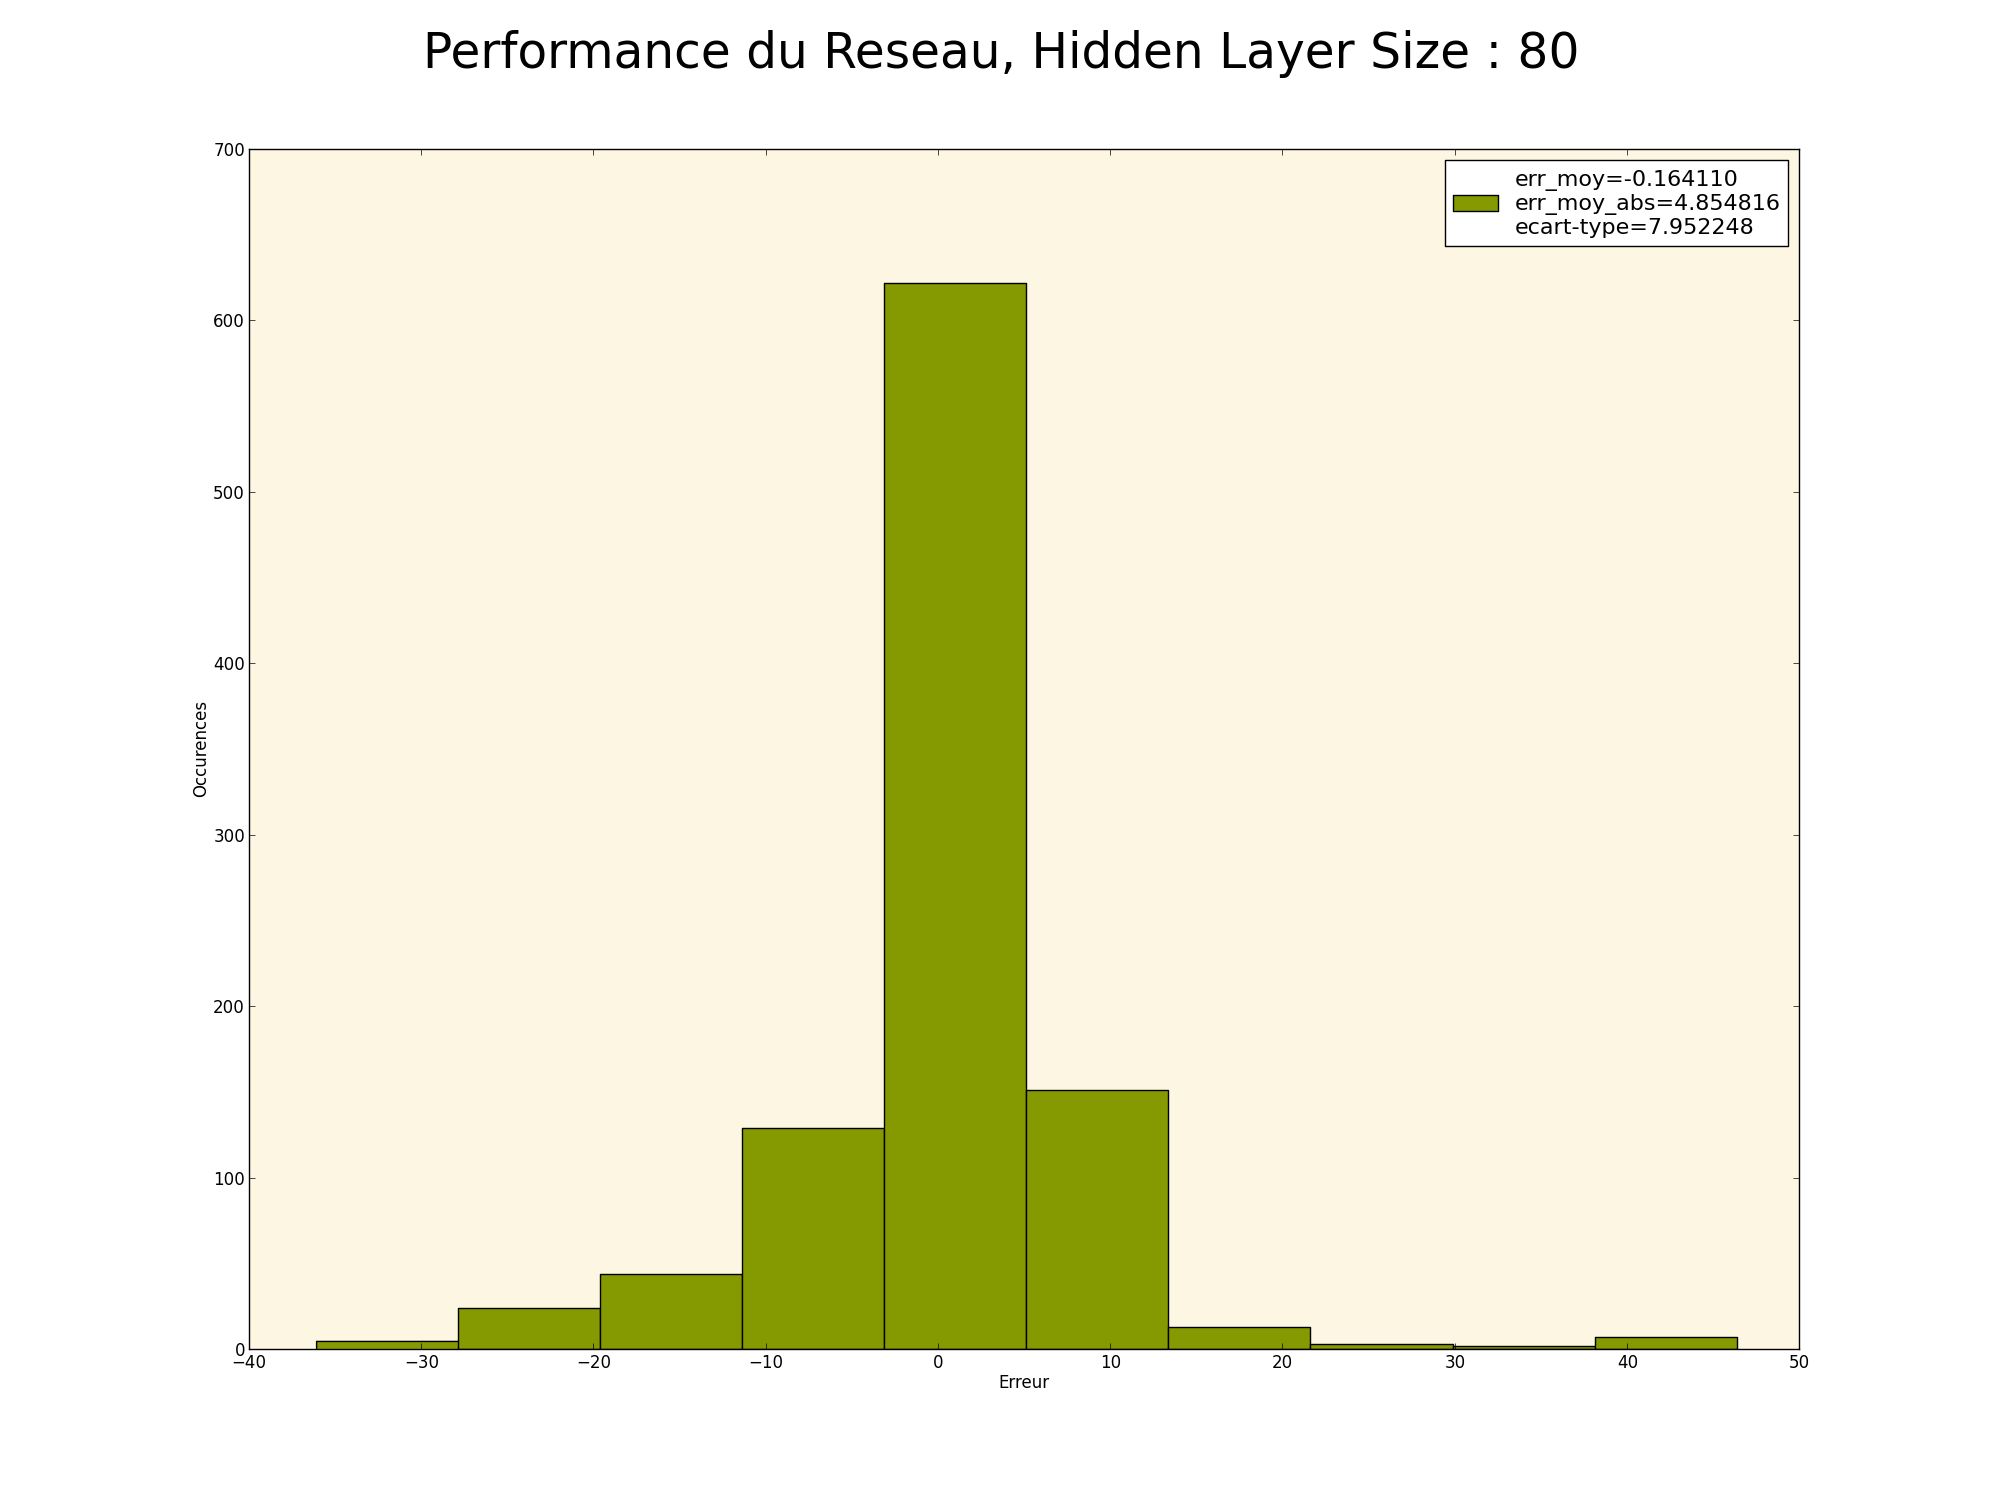 Performance du Reseau, Hidden Layer Size : 80
700
600
500
400
300
200
100
0
Occurences
err_moy=-0.164110
err_moy_abs=4.854816
ecart-type=7.952248
−40 −30 −20 −10 0 10 20 30 40 50
Erreur